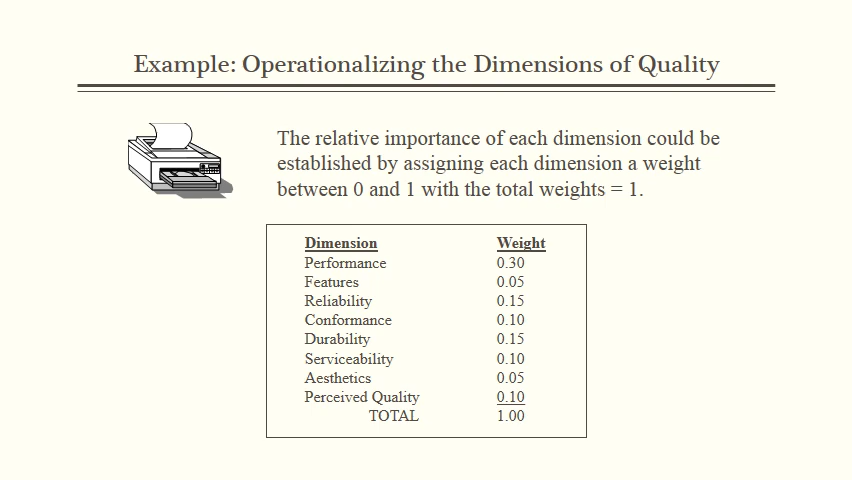 Example: Operationalizing the Dimensions of Quality
The relative importance of each dimension could be
established by assigning each dimension a weight
between 0 and 1 with the total weights = 1.
Dimension Weight
Performance 0.30
Features 0.05
Reliability 0.15
Conformance 0.10
Durability 0.15
Serviceability 0.10
Aesthetics 0.05
Perceived Quality 0.10
TOTAL 1.00